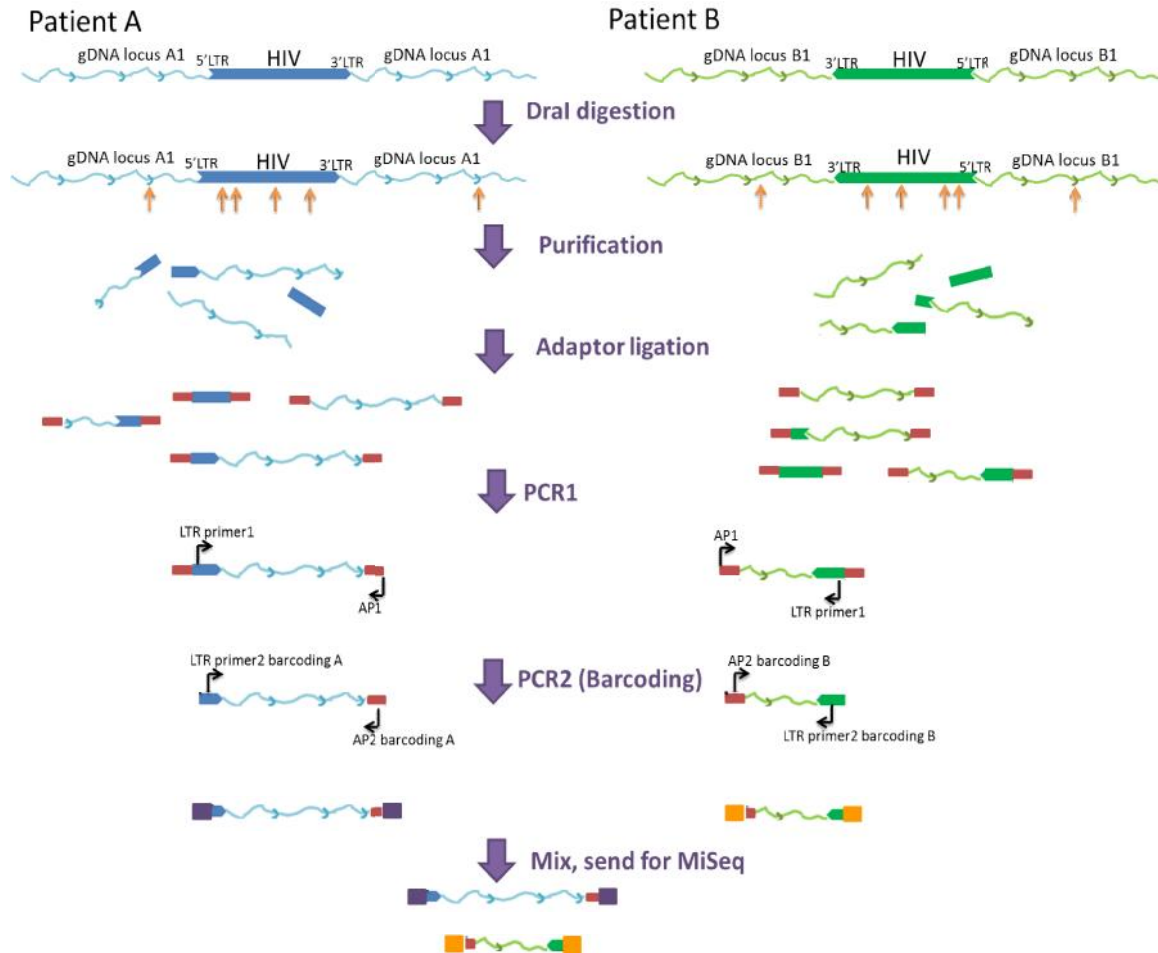 Patient A
Patient B
gDNA locus A1 5'LTR HIV 3'LTR gDNA locus A1
gDNA locus B1 3'LTR HIV 5'LTR gDNA locus B1
DraI digestion
gDNA locus A1 5'LTR HIV 3'LTR gDNA locus A1
gDNA locus B1 3'LTR HIV 5'LTR gDNA locus B1
Purification
Adaptor ligation
PCR1
LTR primer1
AP1
AP1
LTR primer1
LTR primer2 barcoding A
PCR2 (Barcoding)
AP2 barcoding B
AP2 barcoding A
LTR primer2 barcoding B
Mix, send for MiSeq